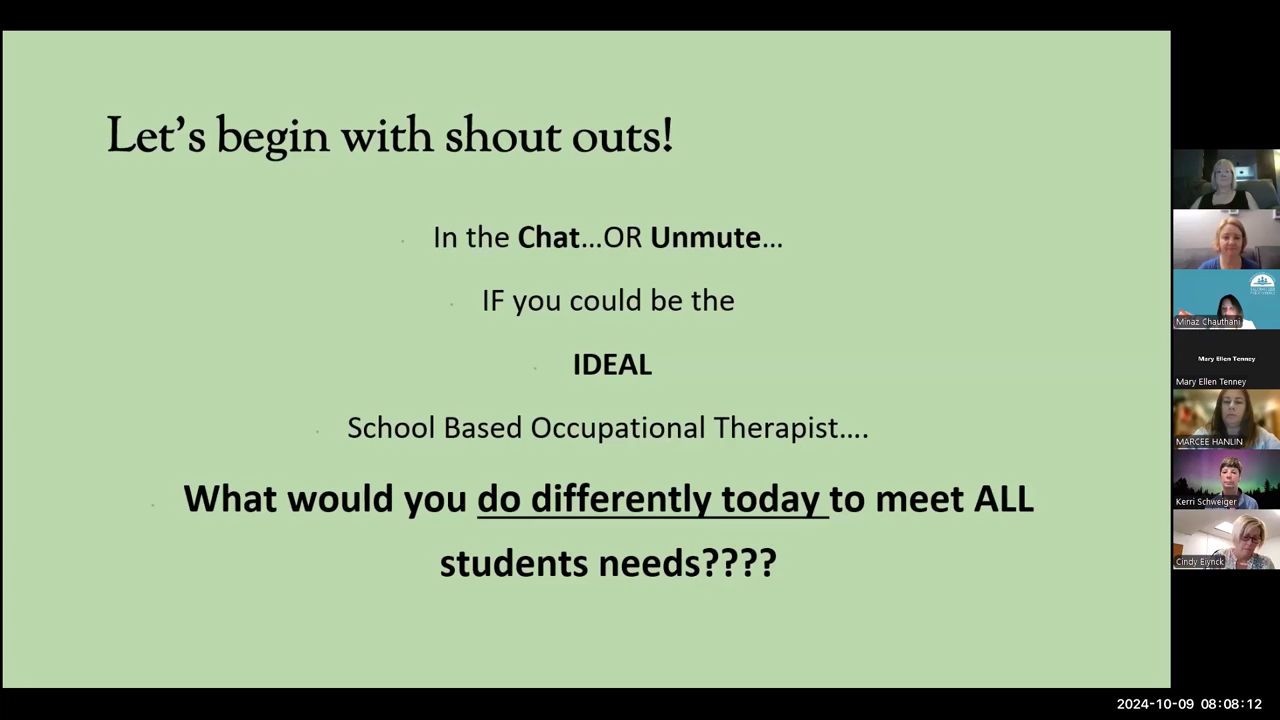 Let's begin with shout outs!
In the Chat...OR Unmute...
IF you could be the
IDEAL
School Based Occupational Therapist....
What would you do differently today to meet ALL
students needs????
Minaz Chauthani
Mary Ellen Tenney
Mary Ellen Tenney
MARCEE HANLIN
Kerri Schweiger
Cindy Eiynck
2024-10-09 08:08:12